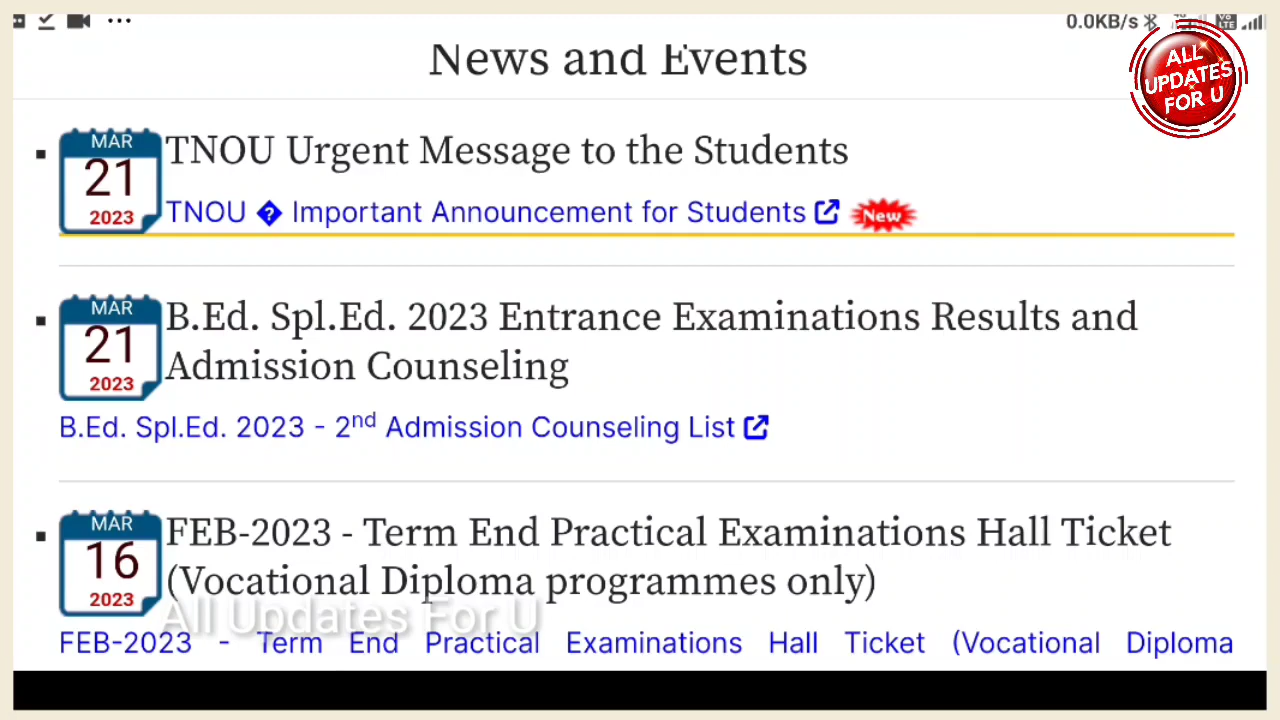 0.0KB/s
VO LTE
ALL
UPDATES
FOR U
News and Events
MAR
21
2023
TNOU Urgent Message to the Students
TNOU � Important Announcement for Students
New
MAR
21
2023
B.Ed. Spl.Ed. 2023 Entrance Examinations Results and
Admission Counseling
B.Ed. Spl.Ed. 2023 - 2nd Admission Counseling List
MAR
16
2023
FEB-2023 - Term End Practical Examinations Hall Ticket
(Vocational Diploma programmes only)
All Updates For U
FEB-2023 - Term End Practical Examinations Hall Ticket (Vocational Diploma